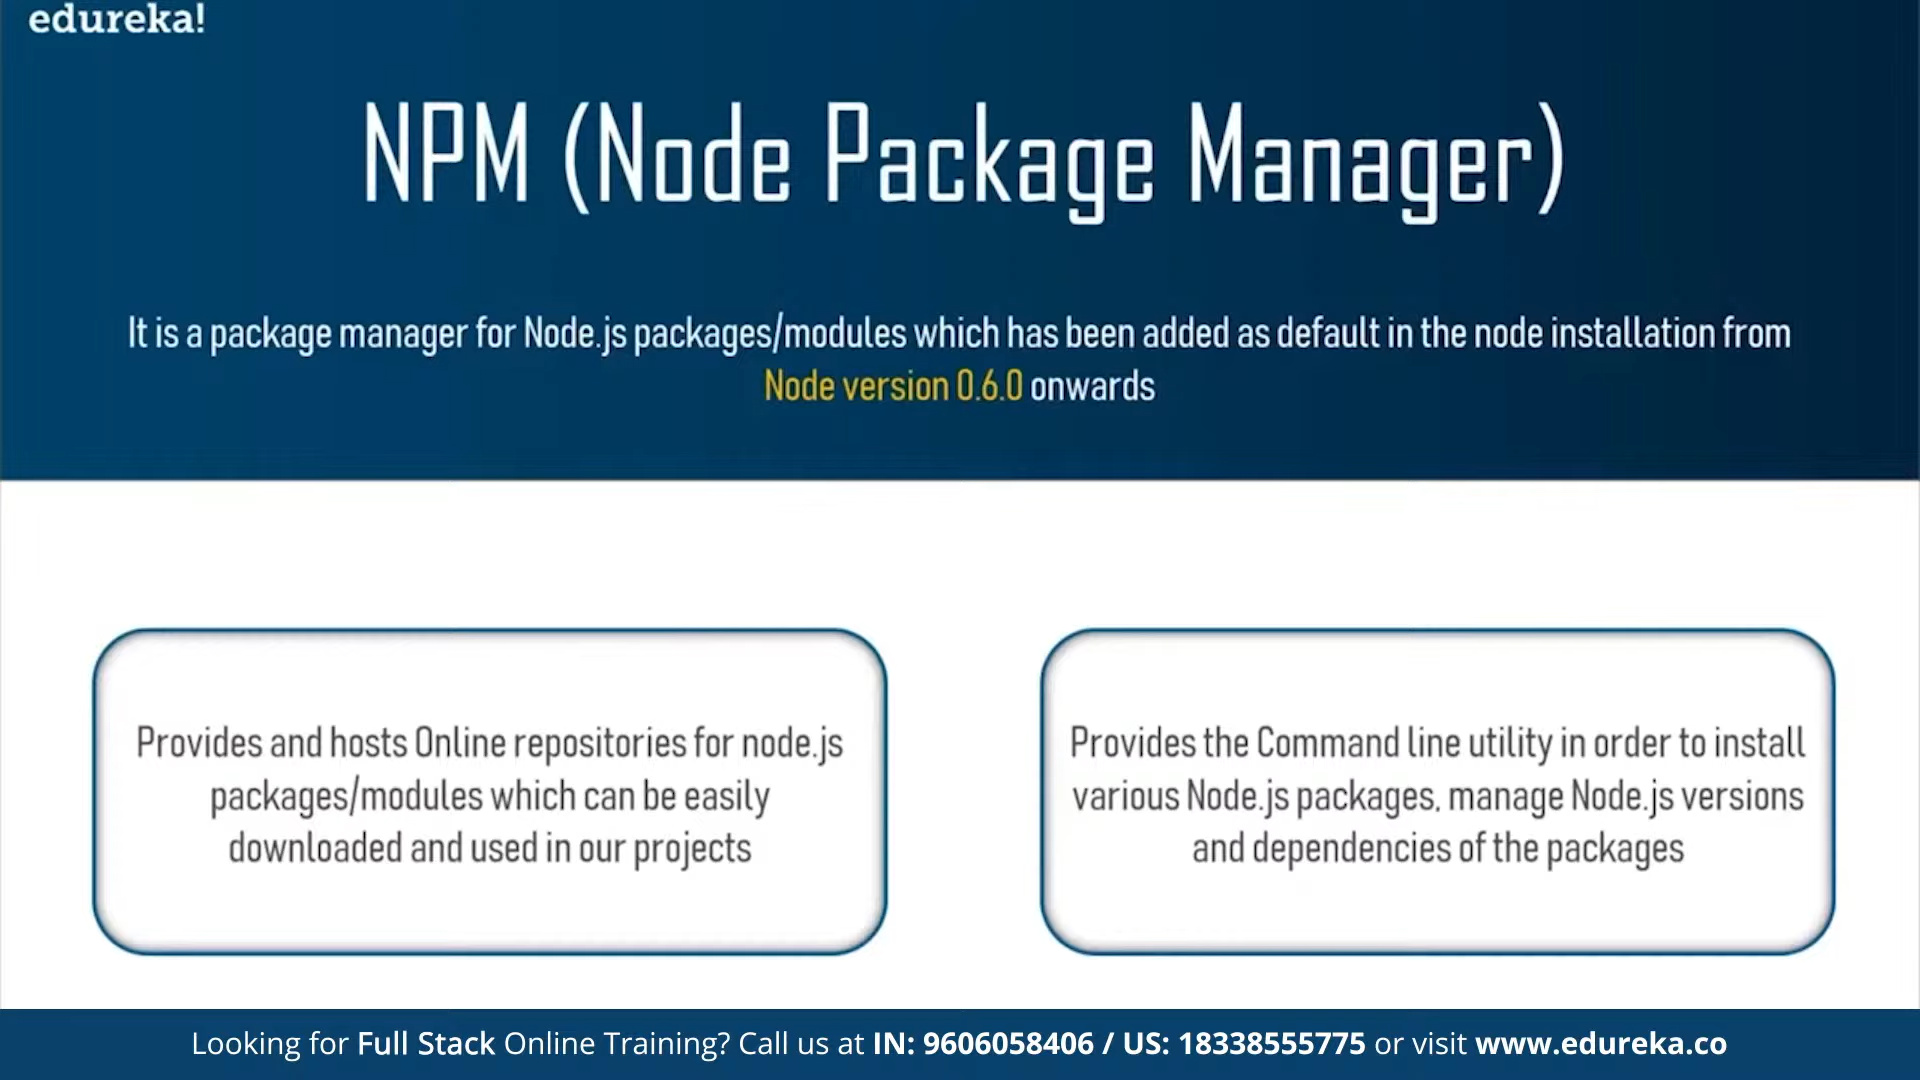 edureka!
NPM (Node Package Manager)
It is a package manager for Node.js packages/modules which has been added as default in the node installation from
Node version 0.6.0 onwards
Provides and hosts Online repositories for node.js
packages/modules which can be easily
downloaded and used in our projects
Provides the Command line utility in order to install
various Node.js packages, manage Node.js versions
and dependencies of the packages
Looking for Full Stack Online Training? Call us at IN: 9606058406 / US: 18338555775 or visit www.edureka.co